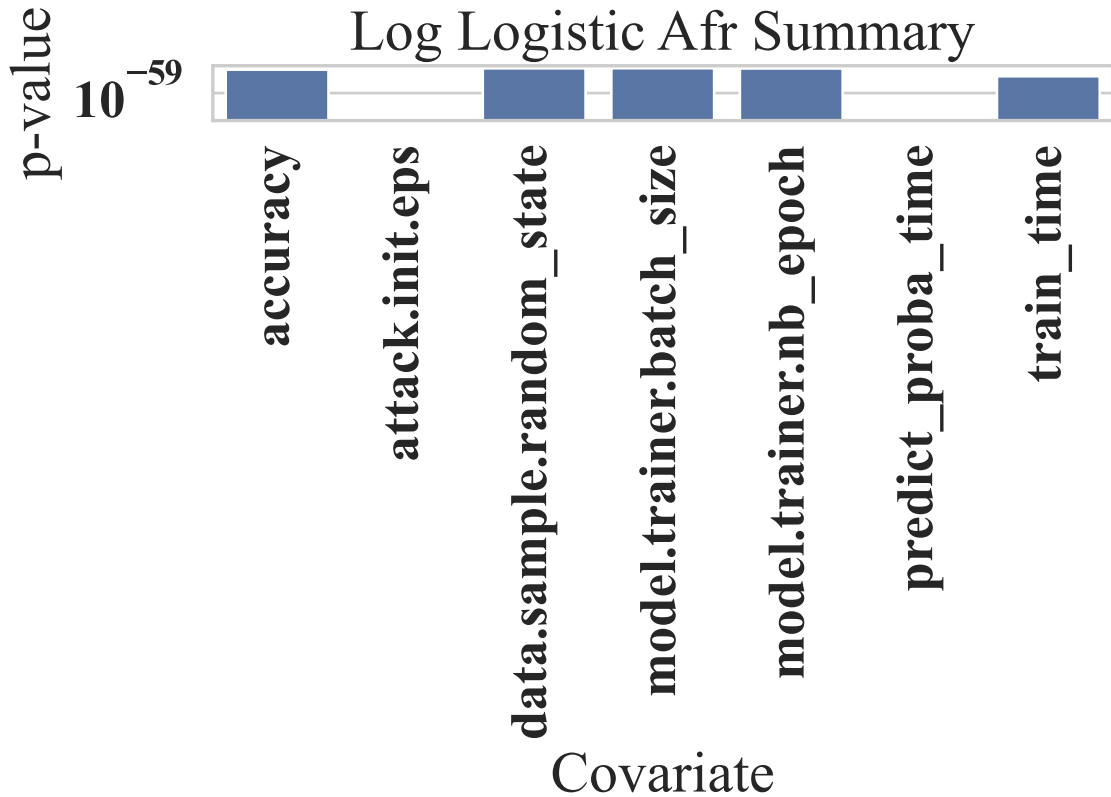 Log Logistic Afr Summary
p-value
10⁻⁵⁹
accuracy
attack.init.eps
data.sample.random_state
model.trainer.batch_size
model.trainer.nb_epoch
predict_proba_time
train_time
Covariate